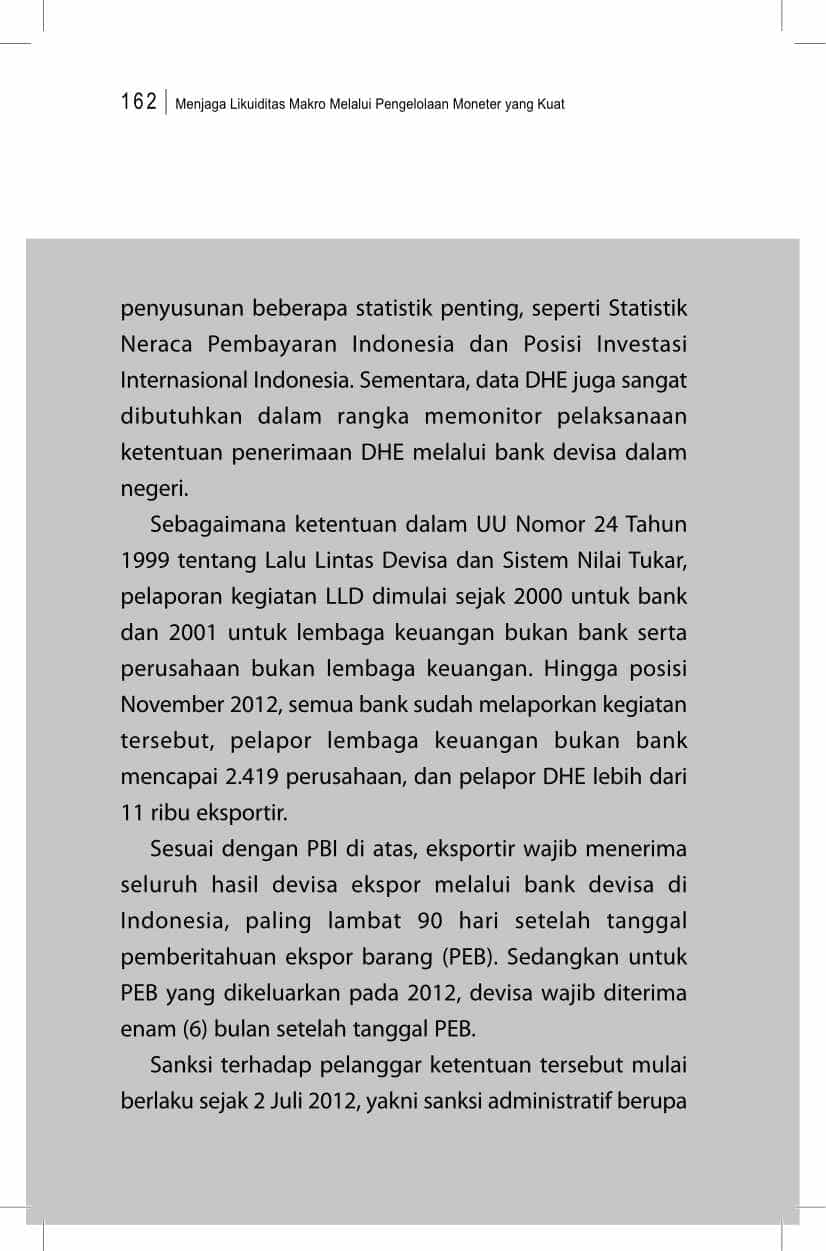 162 Menjaga Likuiditas Makro Melalui Pengelolaan Moneter yang Kuat
penyusunan beberapa statistik penting, seperti Statistik
Neraca Pembayaran Indonesia dan Posisi Investasi
Internasional Indonesia. Sementara, data DHE juga sangat
dibutuhkan dalam rangka memonitor pelaksanaan
ketentuan penerimaan DHE melalui bank devisa dalam
negeri.
Sebagaimana ketentuan dalam UU Nomor 24 Tahun
1999 tentang Lalu Lintas Devisa dan Sistem Nilai Tukar,
pelaporan kegiatan LLD dimulai sejak 2000 untuk bank
dan 2001 untuk lembaga keuangan bukan bank serta
perusahaan bukan lembaga keuangan. Hingga posisi
November 2012, semua bank sudah melaporkan kegiatan
tersebut, pelapor lembaga keuangan bukan bank
mencapai 2.419 perusahaan, dan pelapor DHE lebih dari
11 ribu eksportir.
Sesuai dengan PBI di atas, eksportir wajib menerima
seluruh hasil devisa ekspor melalui bank devisa di
Indonesia, paling lambat 90 hari setelah tanggal
pemberitahuan ekspor barang (PEB). Sedangkan untuk
PEB yang dikeluarkan pada 2012, devisa wajib diterima
enam (6) bulan setelah tanggal PEB.
Sanksi terhadap pelanggar ketentuan tersebut mulai
berlaku sejak 2 Juli 2012, yakni sanksi administratif berupa